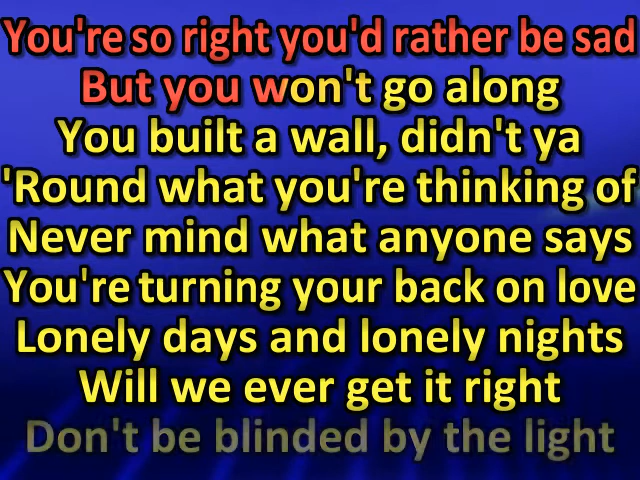 You're so right you'd rather be sad
But you won't go along
You built a wall, didn't ya
'Round what you're thinking of
Never mind what anyone says
You're turning your back on love
Lonely days and lonely nights
Will we ever get it right
Don't be blinded by the light